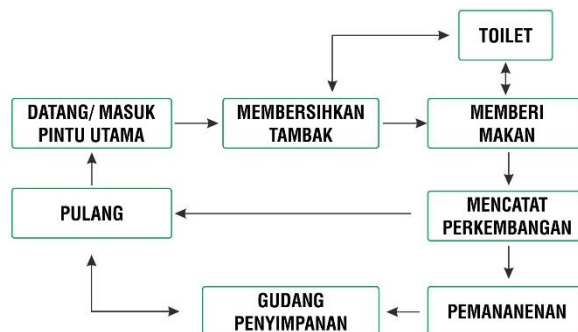 TOILET
DATANG/ MASUK
PINTU UTAMA
MEMBERSIHKAN
TAMBAK
MEMBERI
MAKAN
PULANG
MENCATAT
PERKEMBANGAN
GUDANG
PENYIMPANAN
PEMANANENAN